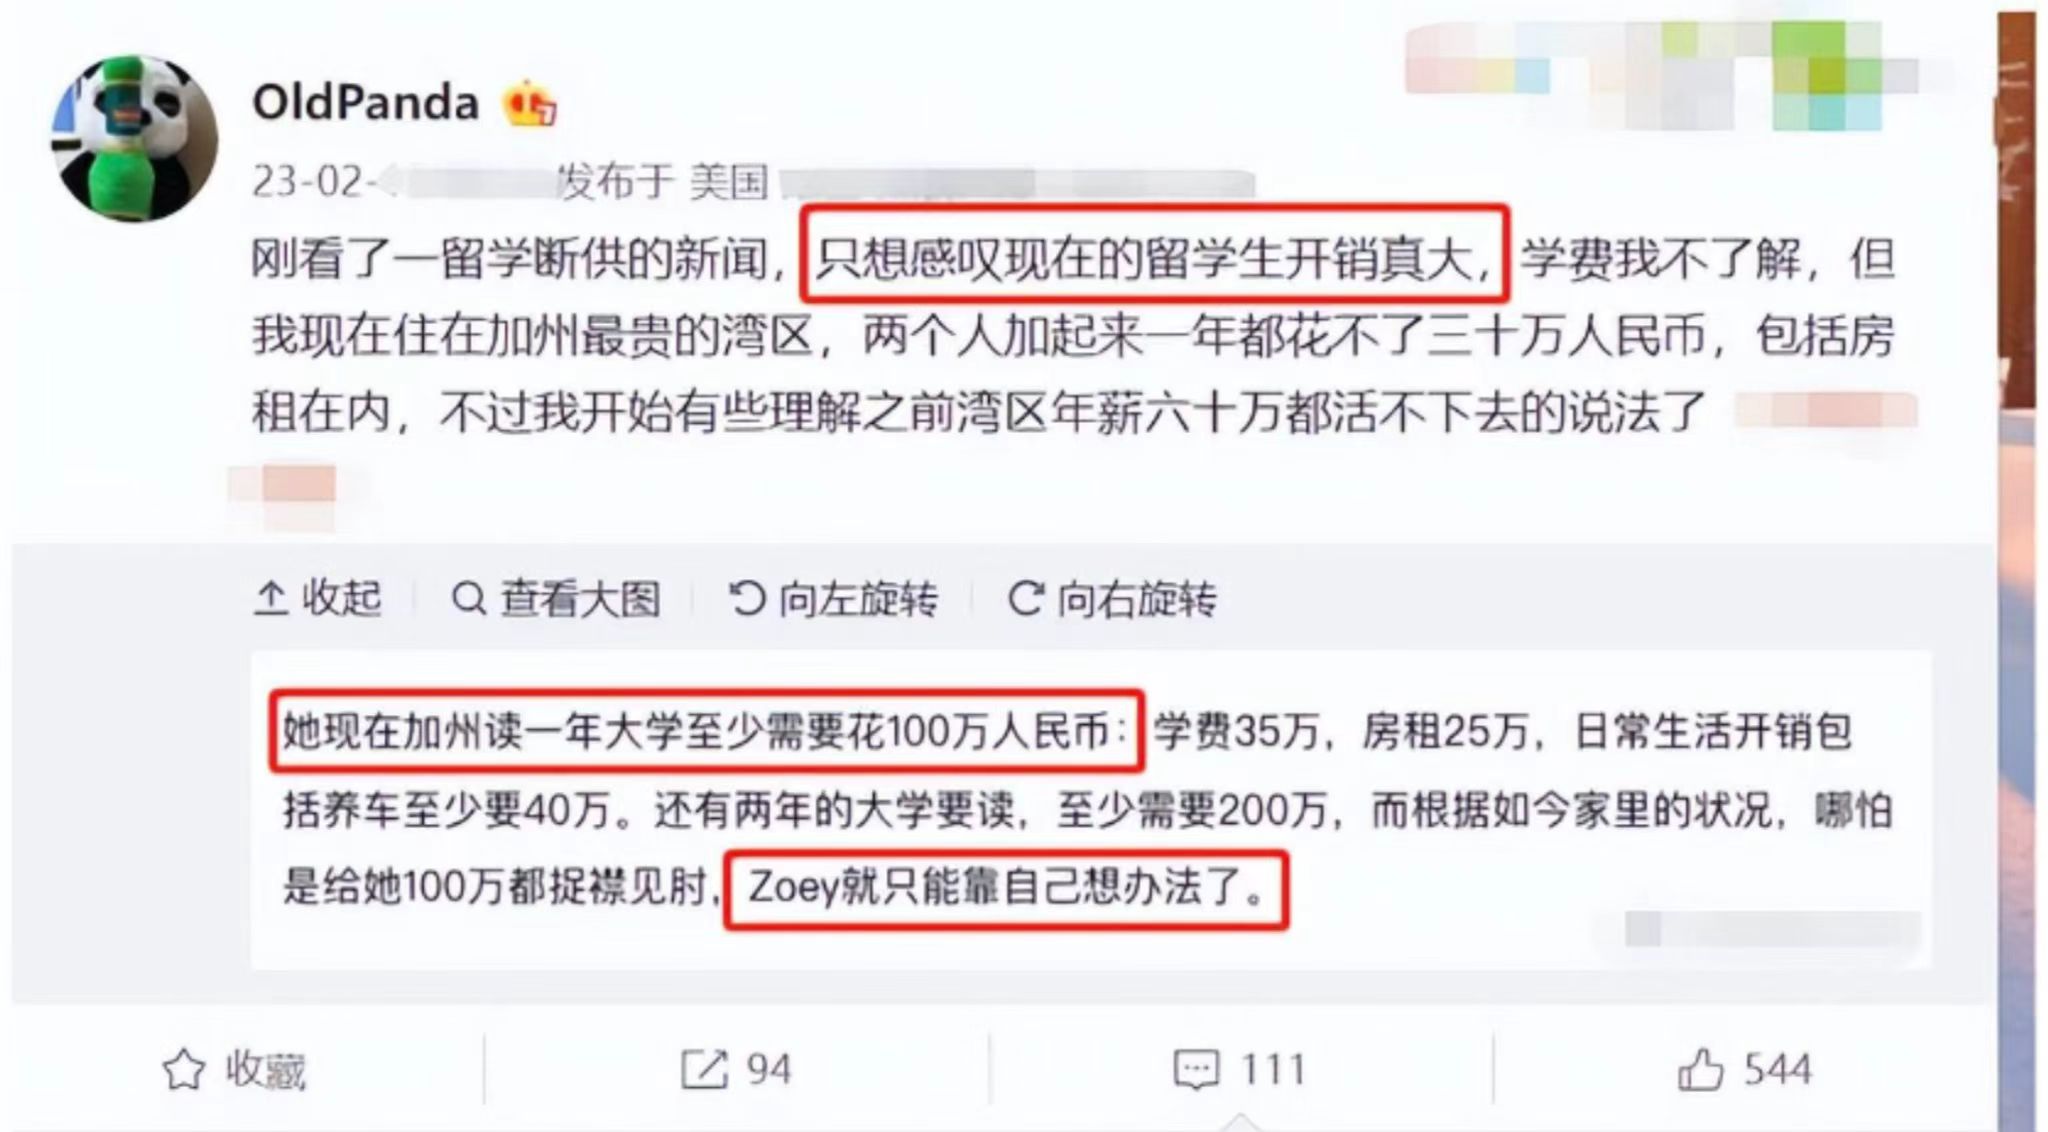 OldPanda
23-02- 发布于 美国
刚看了一留学断供的新闻，只想感叹现在的留学生开销真大，学费我不了解，但
我现在住在加州最贵的湾区，两个人加起来一年都花不了三十万人民币，包括房
租在内，不过我开始有些理解之前湾区年薪六十万都活不下去的说法了
收起 查看大图 向左旋转 向右旋转
她现在加州读一年大学至少需要花100万人民币：学费35万，房租25万，日常生活开销包
括养车至少要40万。还有两年的大学要读，至少需要200万，而根据如今家里的状况，哪怕
是给她100万都捉襟见肘，Zoey就只能靠自己想办法了。
收藏 94 111 544